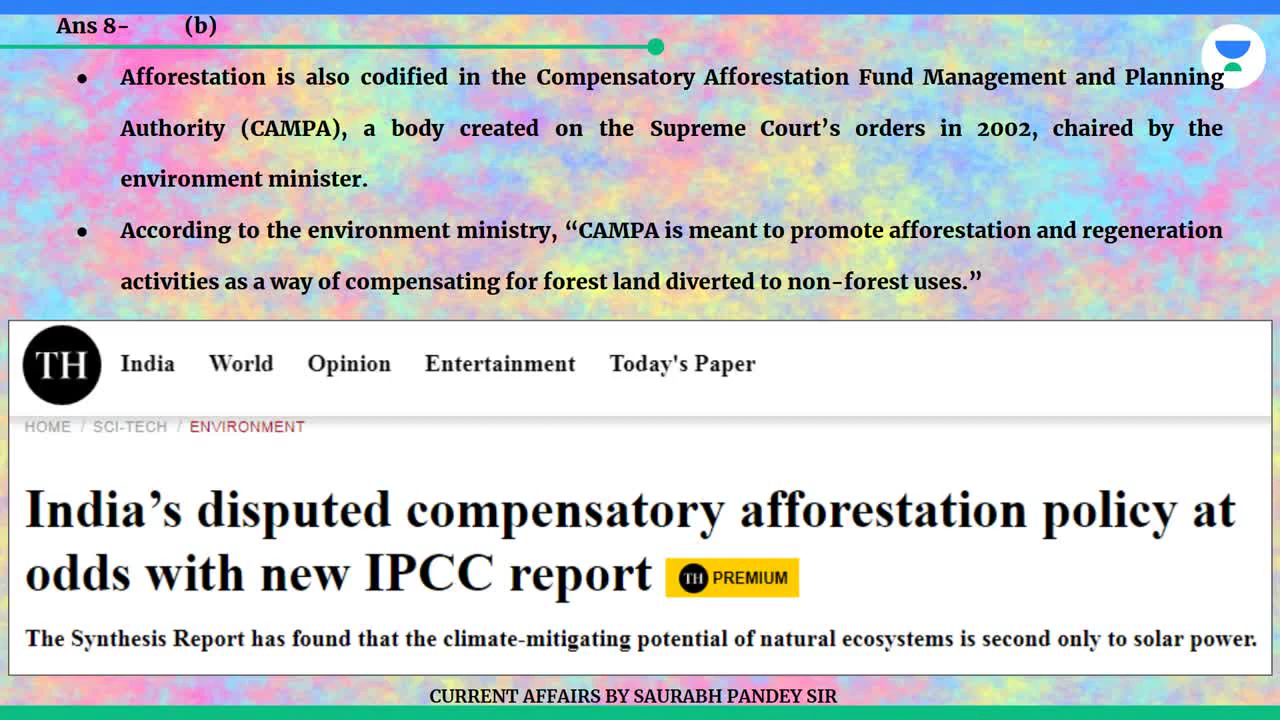 Ans 8- (b)
● Afforestation is also codified in the Compensatory Afforestation Fund Management and Planning
Authority (CAMPA), a body created on the Supreme Court’s orders in 2002, chaired by the
environment minister.
● According to the environment ministry, “CAMPA is meant to promote afforestation and regeneration
activities as a way of compensating for forest land diverted to non-forest uses.”
TH India World Opinion Entertainment Today's Paper
HOME / SCI-TECH / ENVIRONMENT
India’s disputed compensatory afforestation policy at
odds with new IPCC report TH PREMIUM
The Synthesis Report has found that the climate-mitigating potential of natural ecosystems is second only to solar power.
CURRENT AFFAIRS BY SAURABH PANDEY SIR